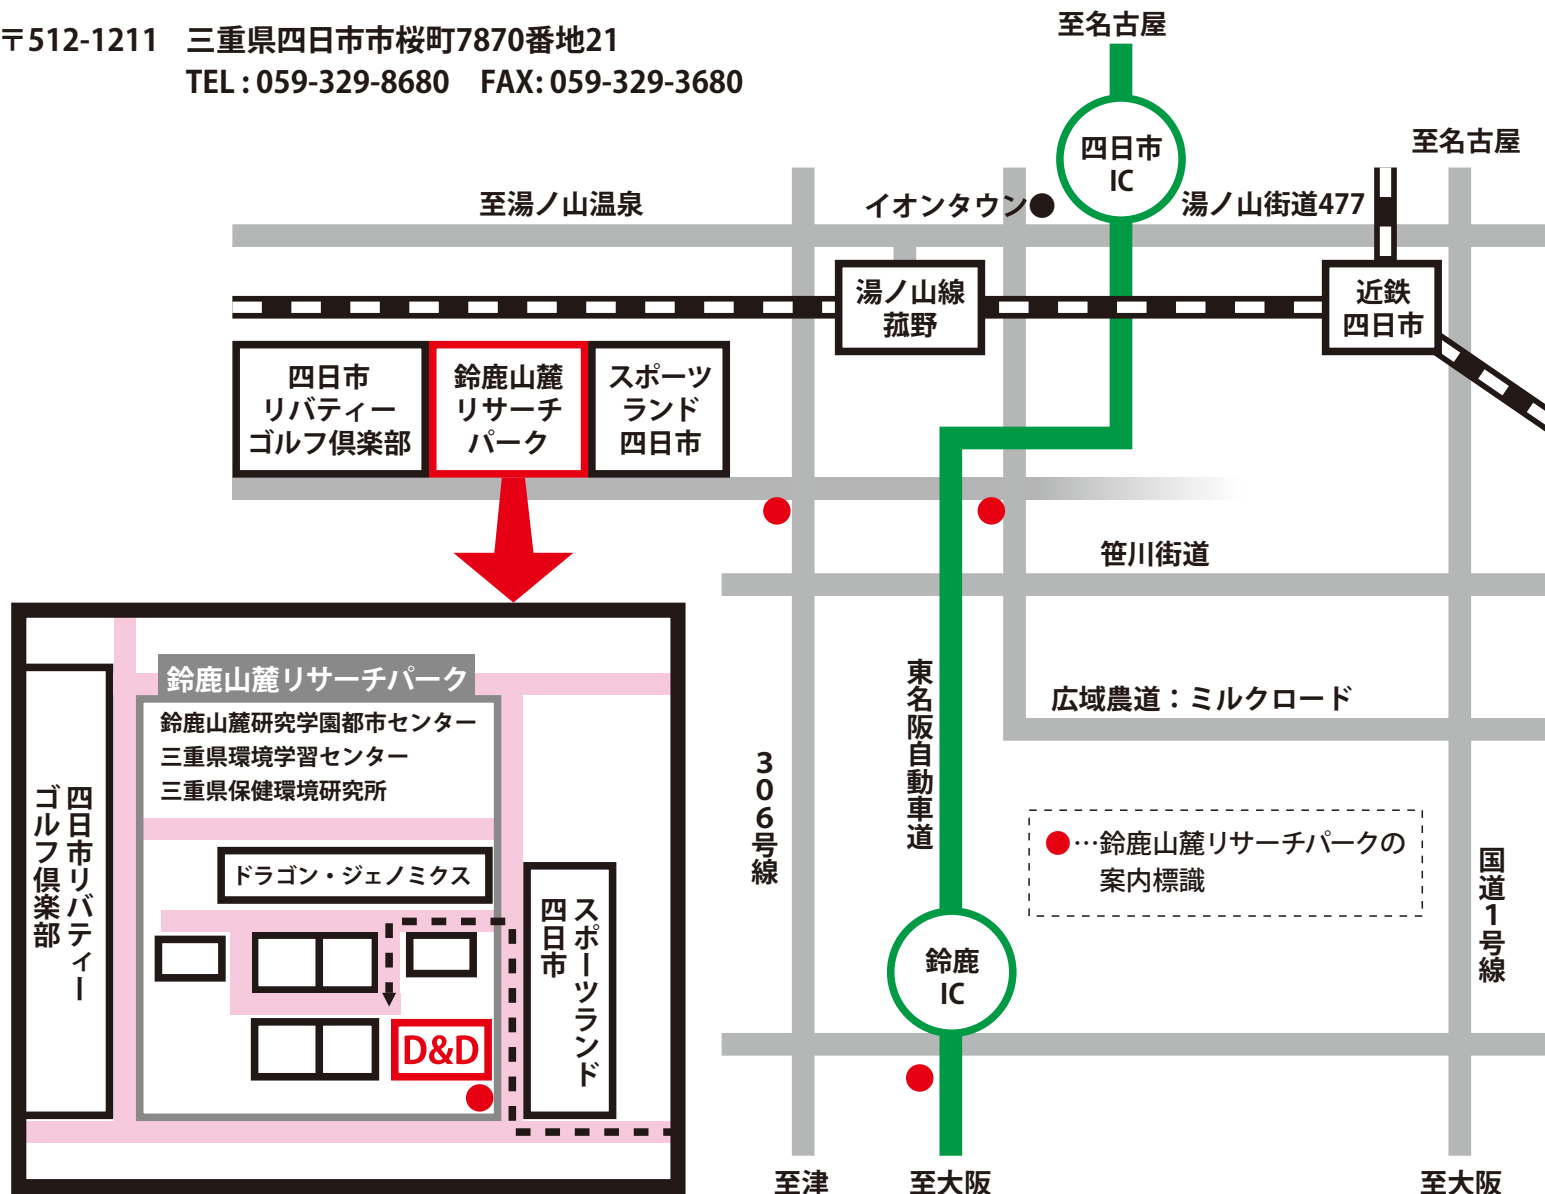 〒512-1211　三重県四日市市桜町7870番地21
TEL : 059-329-8680　FAX: 059-329-3680
至名古屋
四日市
IC
至名古屋
至湯ノ山温泉
イオンタウン
湯ノ山街道477
湯ノ山線
菰野
近鉄
四日市
四日市
リバティー
ゴルフ倶楽部
鈴鹿山麓
リサーチ
パーク
スポーツ
ランド
四日市
笹川街道
広域農道：ミルクロード
東名阪自動車道
306号線
…鈴鹿山麓リサーチパークの
案内標識
国道1号線
鈴鹿
IC
至津
至大阪
至大阪
鈴鹿山麓リサーチパーク
鈴鹿山麓研究学園都市センター
三重県環境学習センター
三重県保健環境研究所
四日市リバティー
ゴルフ倶楽部
ドラゴン・ジェノミクス
スポーツランド
四日市
D&D